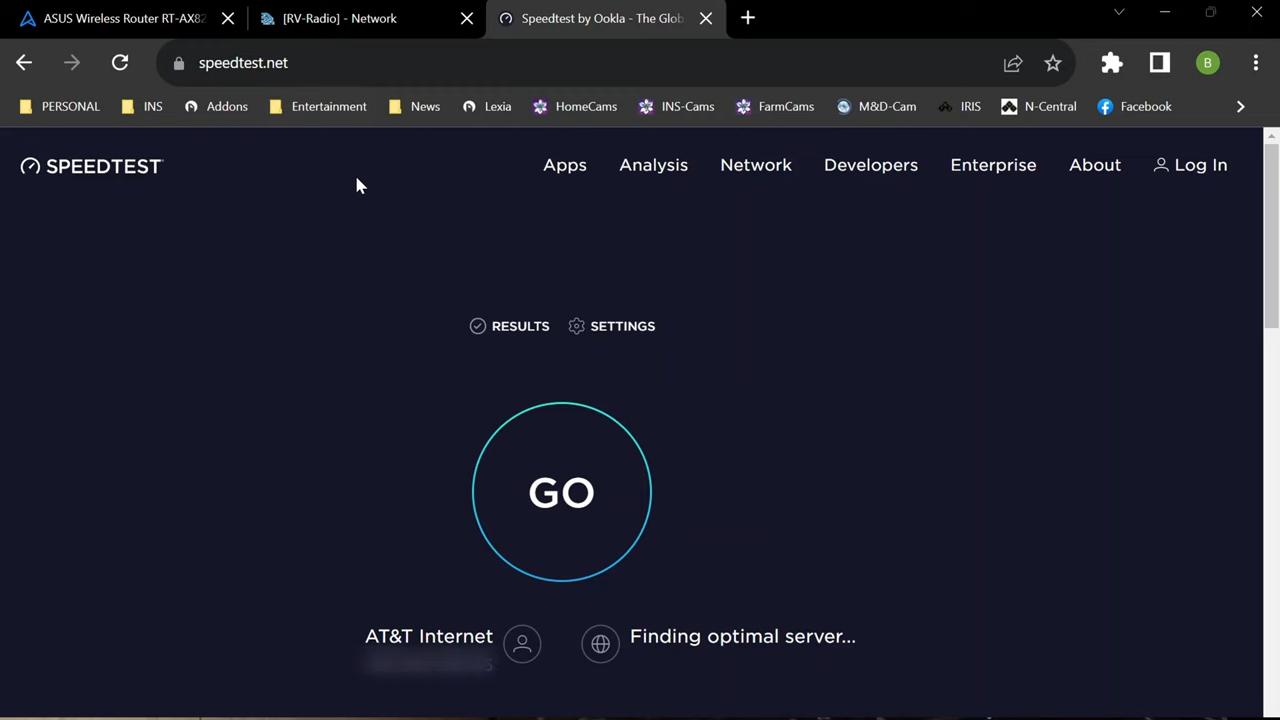 ASUS Wireless Router RT-AX82
[RV-Radio] - Network
Speedtest by Ookla - The Glob
speedtest.net
B
PERSONAL
INS
Addons
Entertainment
News
Lexia
HomeCams
INS-Cams
FarmCams
M&D-Cam
IRIS
N-Central
Facebook
SPEEDTEST
Apps
Analysis
Network
Developers
Enterprise
About
Log In
RESULTS
SETTINGS
GO
AT&T Internet
Finding optimal server...